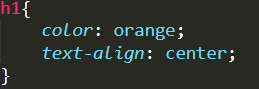 h1{
    color: orange;
    text-align: center;
}